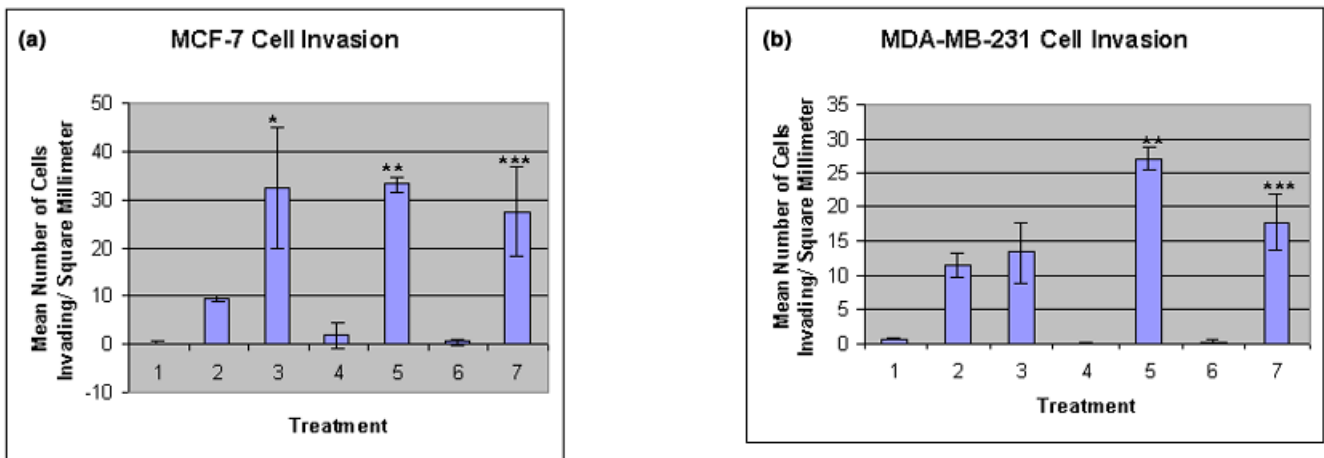 (a) MCF-7 Cell Invasion
Mean Number of Cells
Invading/ Square Millimeter
50
40
30
20
10
0
-10
*
**
***
1 2 3 4 5 6 7
Treatment
(b) MDA-MB-231 Cell Invasion
Mean Number of Cells
Invading/ Square Millimeter
35
30
25
20
15
10
5
0
**
***
1 2 3 4 5 6 7
Treatment